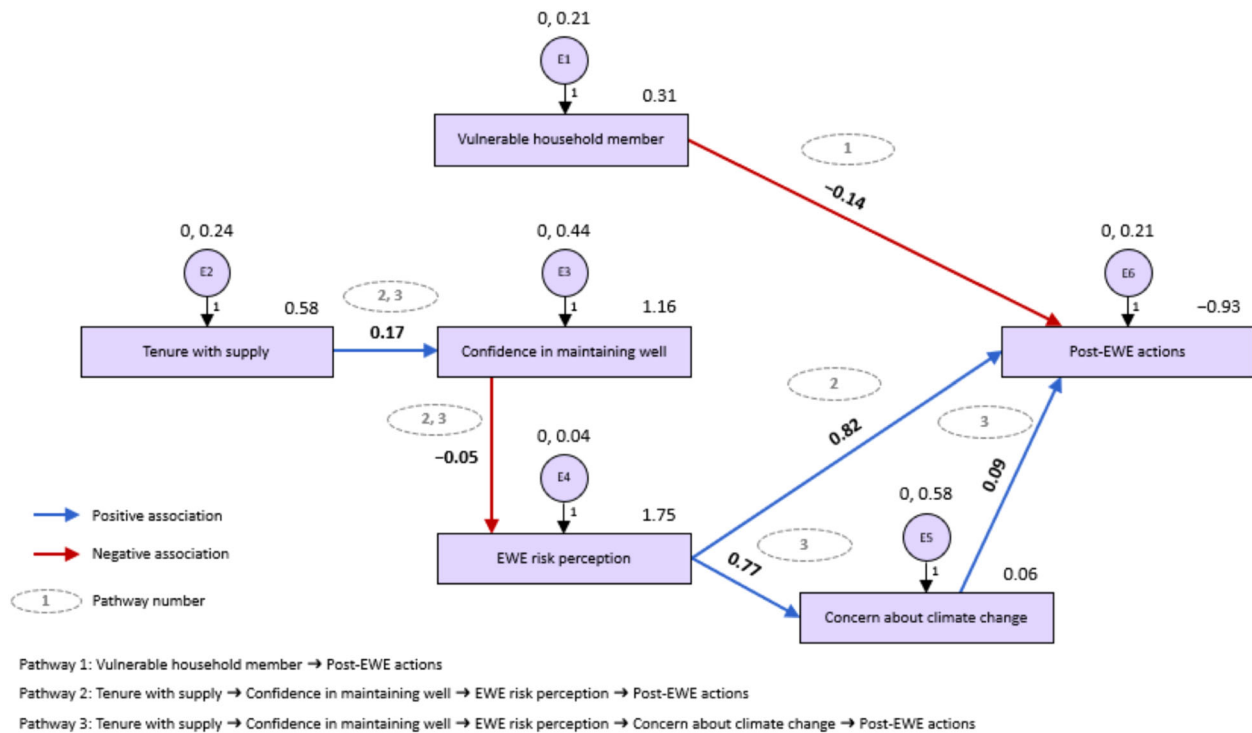 0, 0.21
E1
1
0.31
Vulnerable household member
1
−0.14
0, 0.24
E2
1
0.58
Tenure with supply
2, 3
0.17
0, 0.44
E3
1
1.16
Confidence in maintaining well
0, 0.21
E6
1
−0.93
Post-EWE actions
2, 3
−0.05
2
0.82
3
0.09
0, 0.04
E4
1
1.75
EWE risk perception
3
0.77
0, 0.58
E5
1
0.06
Concern about climate change
Positive association
Negative association
1 Pathway number
Pathway 1: Vulnerable household member → Post-EWE actions
Pathway 2: Tenure with supply → Confidence in maintaining well → EWE risk perception → Post-EWE actions
Pathway 3: Tenure with supply → Confidence in maintaining well → EWE risk perception → Concern about climate change → Post-EWE actions